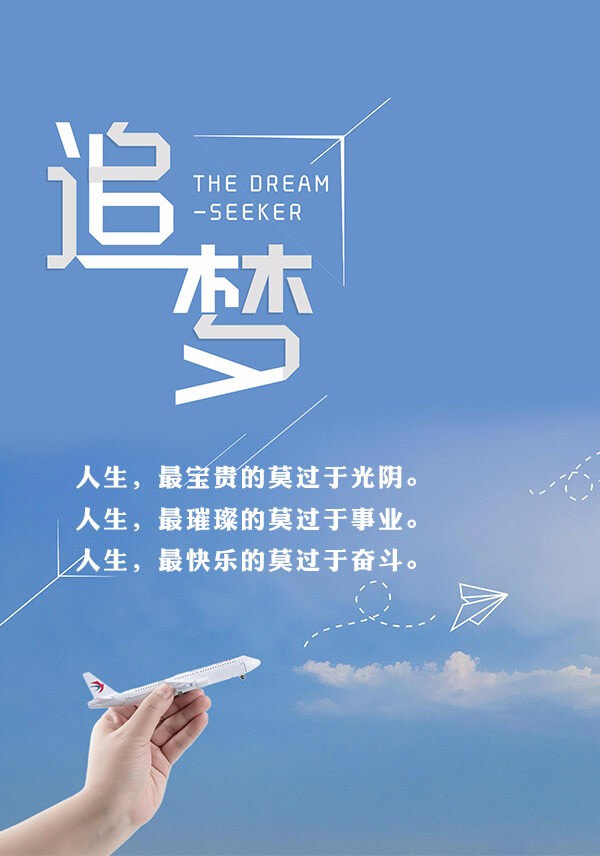 追梦
THE DREAM
-SEEKER
人生，最宝贵的莫过于光阴。
人生，最璀璨的莫过于事业。
人生，最快乐的莫过于奋斗。